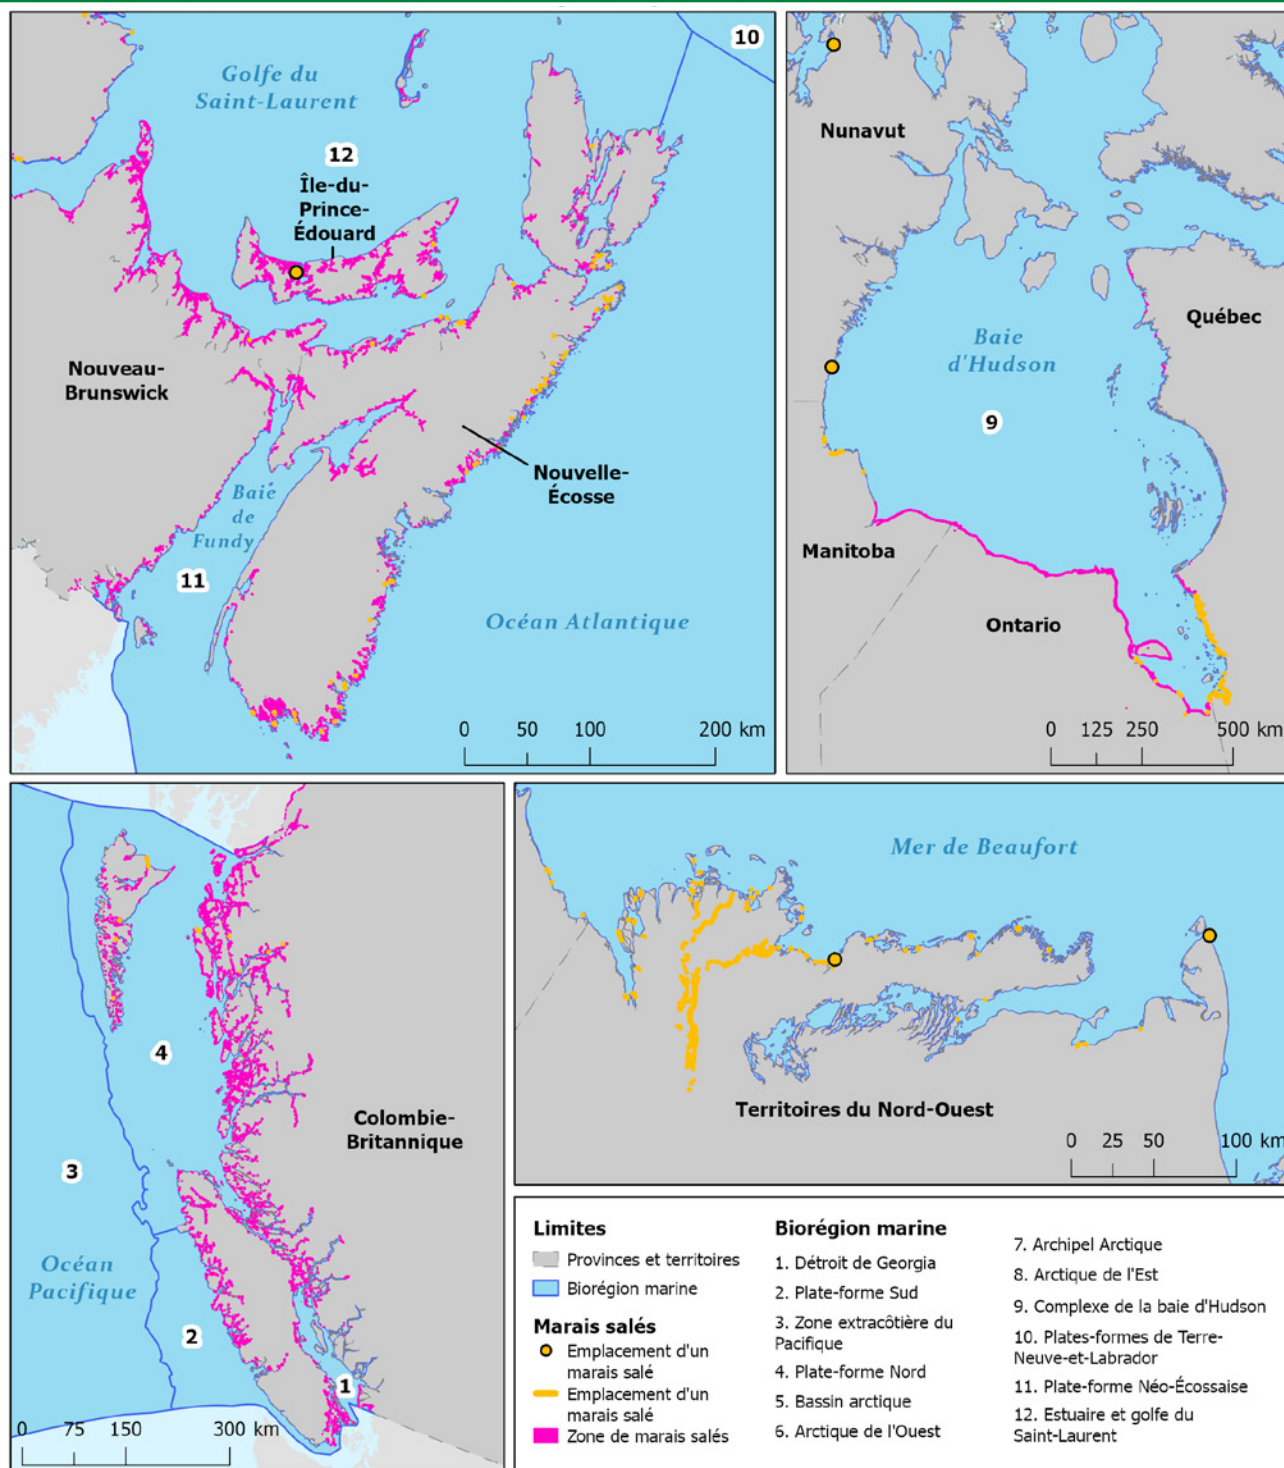 10
Golfe du
Saint-Laurent
12
Île-du-
Prince-
Édouard
Nouveau-
Brunswick
Nouvelle-
Écosse
Baie
de
Fundy
11
Océan Atlantique
0 50 100 200 km
Nunavut
Québec
Baie
d'Hudson
9
Manitoba
Ontario
0 125 250 500 km
4
3
Colombie-
Britannique
Océan
Pacifique
2
1
0 75 150 300 km
Mer de Beaufort
Territoires du Nord-Ouest
0 25 50 100 km
Limites
Provinces et territoires
Biorégion marine
Marais salés
Emplacement d'un
marais salé
Emplacement d'un
marais salé
Zone de marais salés
Biorégion marine
1. Détroit de Georgia
2. Plate-forme Sud
3. Zone extracôtière du
Pacifique
4. Plate-forme Nord
5. Bassin arctique
6. Arctique de l'Ouest
7. Archipel Arctique
8. Arctique de l'Est
9. Complexe de la baie d'Hudson
10. Plates-formes de Terre-
Neuve-et-Labrador
11. Plate-forme Néo-Écossaise
12. Estuaire et golfe du
Saint-Laurent